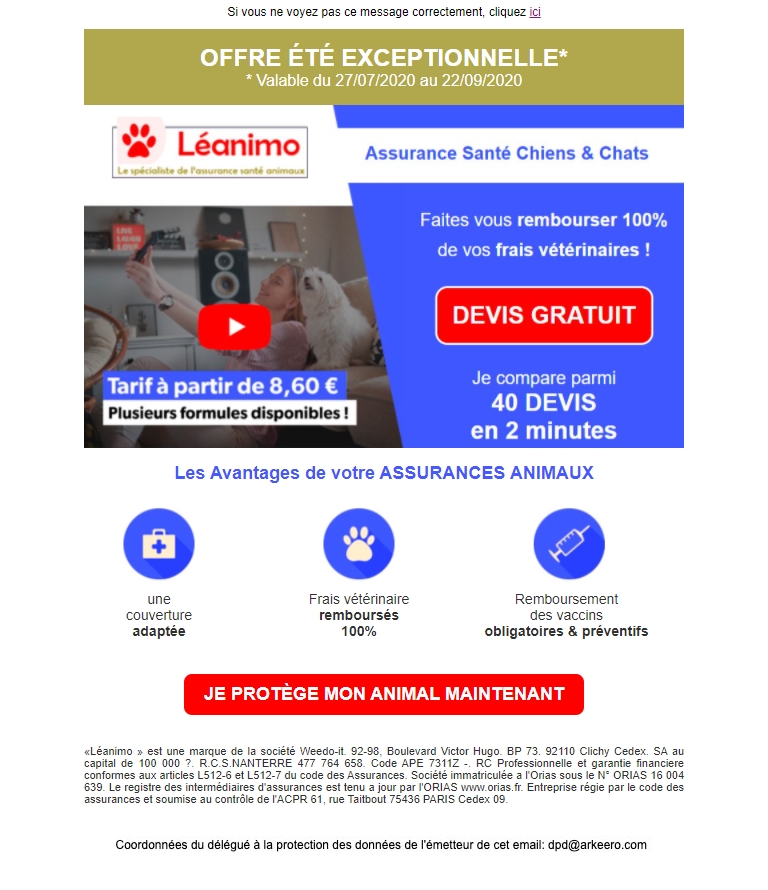 Si vous ne voyez pas ce message correctement, cliquez ici
OFFRE ÉTÉ EXCEPTIONNELLE*
* Valable du 27/07/2020 au 22/09/2020
Léanimo
Le spécialiste de l'assurance santé animaux
Assurance Santé Chiens & Chats
Faites vous rembourser 100%
de vos frais vétérinaires !
LIVE
LAUGH
LOVE
DEVIS GRATUIT
Tarif à partir de 8,60 €
Plusieurs formules disponibles !
Je compare parmi
40 DEVIS
en 2 minutes
Les Avantages de votre ASSURANCES ANIMAUX
une
couverture
adaptée
Frais vétérinaire
remboursés
100%
Remboursement
des vaccins
obligatoires & préventifs
JE PROTÈGE MON ANIMAL MAINTENANT
«Léanimo » est une marque de la société Weedo-it. 92-98, Boulevard Victor Hugo. BP 73. 92110 Clichy Cedex. SA au
capital de 100 000 ?. R.C.S.NANTERRE 477 764 658. Code APE 7311Z -. RC Professionnelle et garantie financiere
conformes aux articles L512-6 et L512-7 du code des Assurances. Société immatriculée a l'Orias sous le N° ORIAS 16 004
639. Le registre des intermédiaires d'assurances est tenu a jour par l'ORIAS www.orias.fr. Entreprise régie par le code des
assurances et soumise au contrôle de l'ACPR 61, rue Taitbout 75436 PARIS Cedex 09.
Coordonnées du délégué à la protection des données de l'émetteur de cet email: dpd@arkeero.com